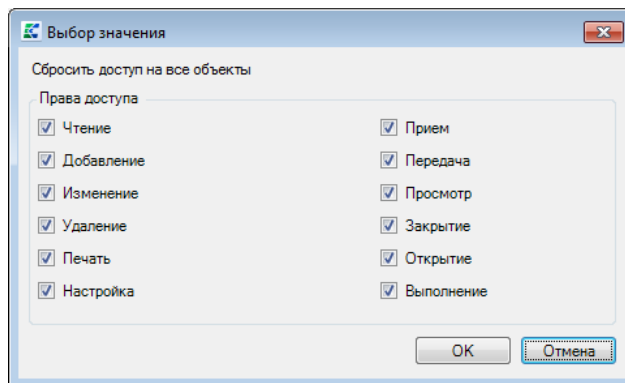 Выбор значения
Сбросить доступ на все объекты
Права доступа
Чтение
Добавление
Изменение
Удаление
Печать
Настройка
Прием
Передача
Просмотр
Закрытие
Открытие
Выполнение
OK
Отмена